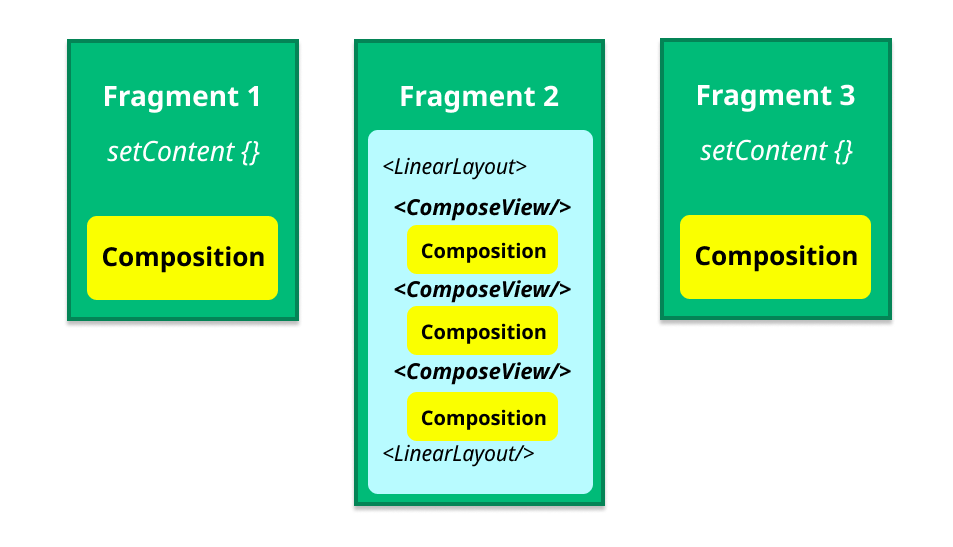 Fragment 1
setContent {}
Composition
Fragment 2
<LinearLayout>
<ComposeView/>
Composition
<ComposeView/>
Composition
<ComposeView/>
Composition
<LinearLayout/>
Fragment 3
setContent {}
Composition